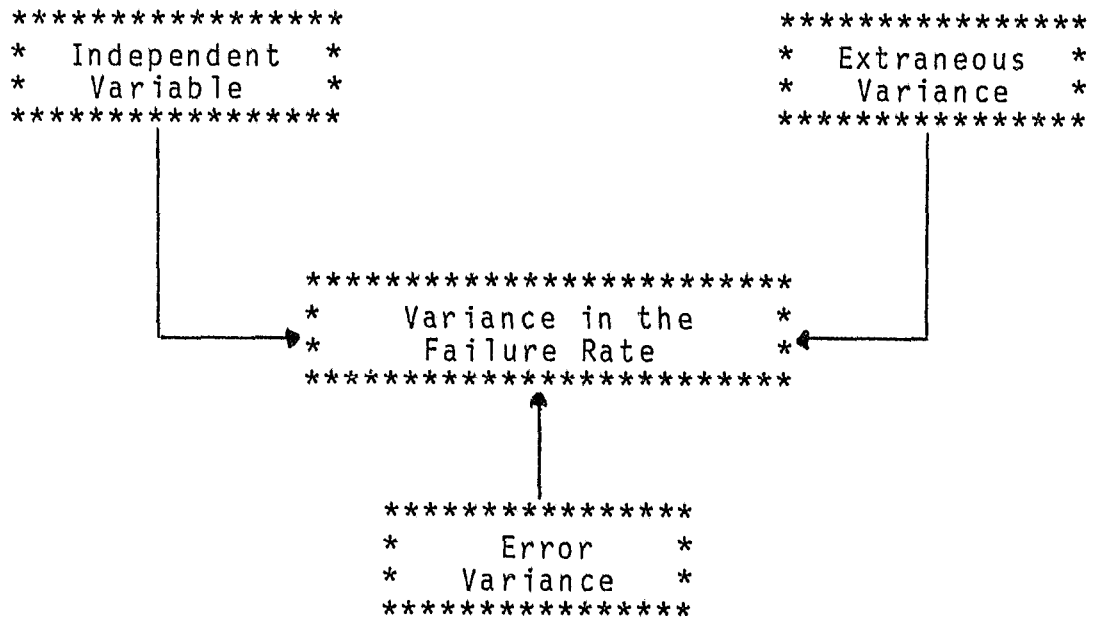 Independent
Variable
Extraneous
Variance
Variance in the
Failure Rate
Error
Variance